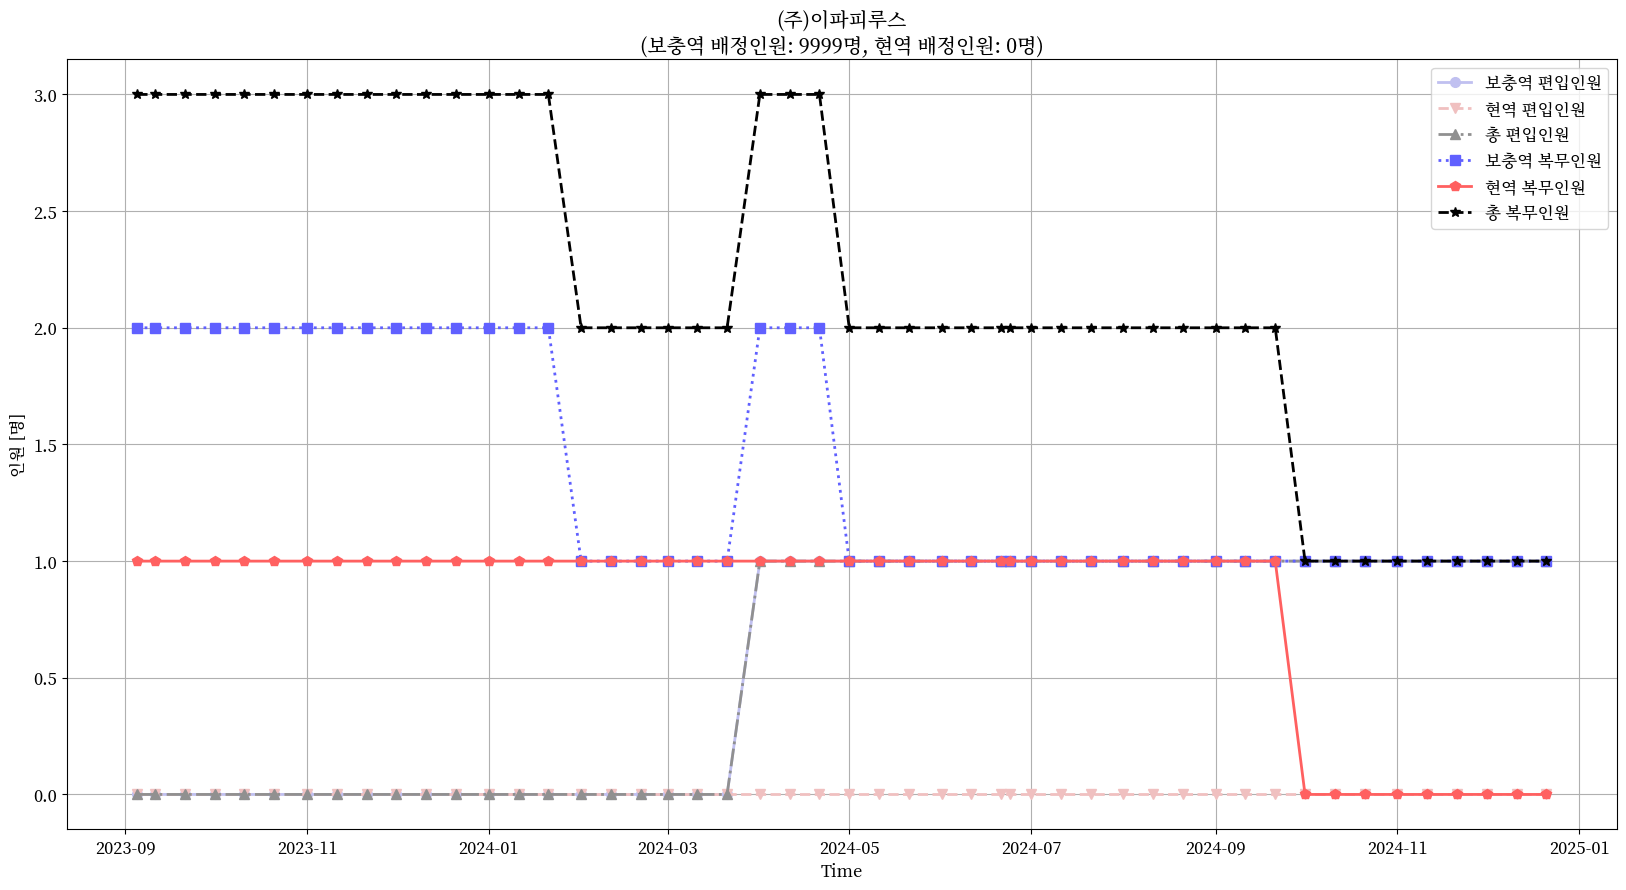 (주)이파피루스
(보충역 배정인원: 9999명, 현역 배정인원: 0명)
보충역 편입인원
현역 편입인원
총 편입인원
보충역 복무인원
현역 복무인원
총 복무인원
인원 [명]
3.0
2.5
2.0
1.5
1.0
0.5
0.0
2023-09 2023-11 2024-01 2024-03 2024-05 2024-07 2024-09 2024-11 2025-01
Time